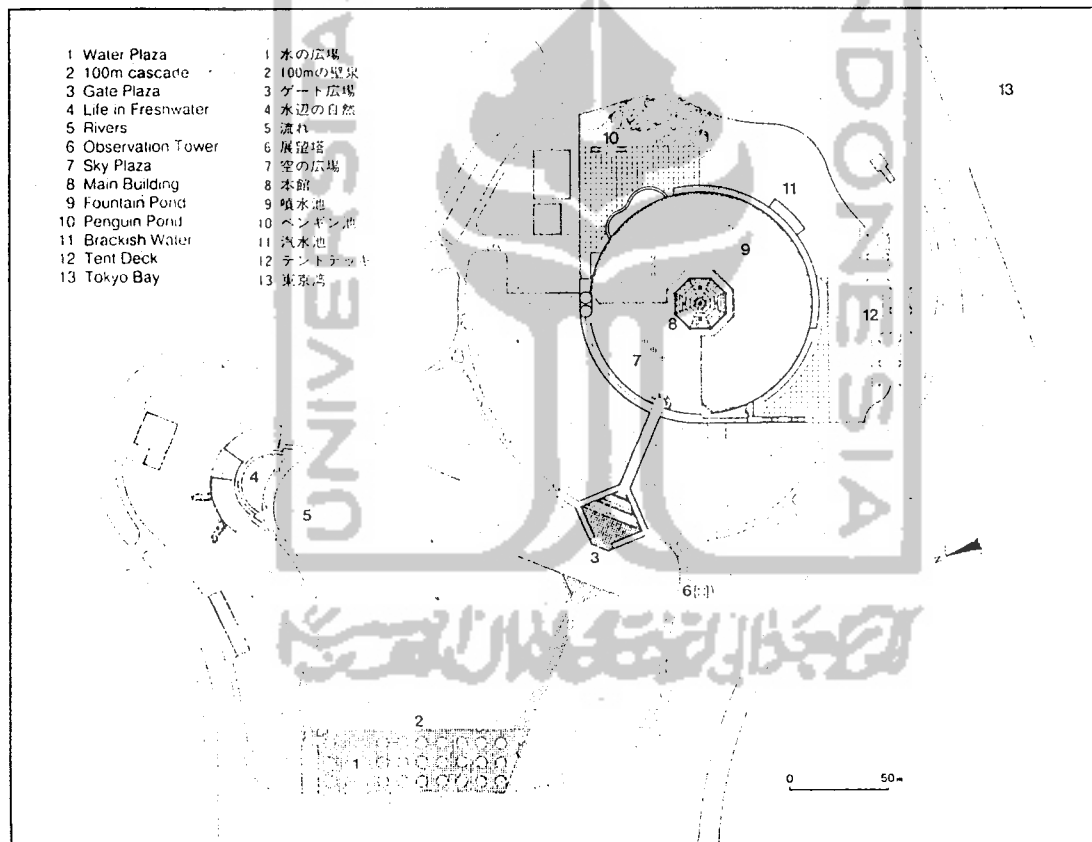 1 Water Plaza
2 100m cascade
3 Gate Plaza
4 Life in Freshwater
5 Rivers
6 Observation Tower
7 Sky Plaza
8 Main Building
9 Fountain Pond
10 Penguin Pond
11 Brackish Water
12 Tent Deck
13 Tokyo Bay
1 水の広場
2 100mの壁泉
3 ゲート広場
4 水辺の自然
5 流れ
6 展望塔
7 空の広場
8 本館
9 噴水池
10 ペンギン池
11 汽水池
12 テントデッキ
13 東京湾
13
10
11
9
8
12
7
4
5
3
6
N
2
1
0 50m
UNIVERSITAS
INDONESIA